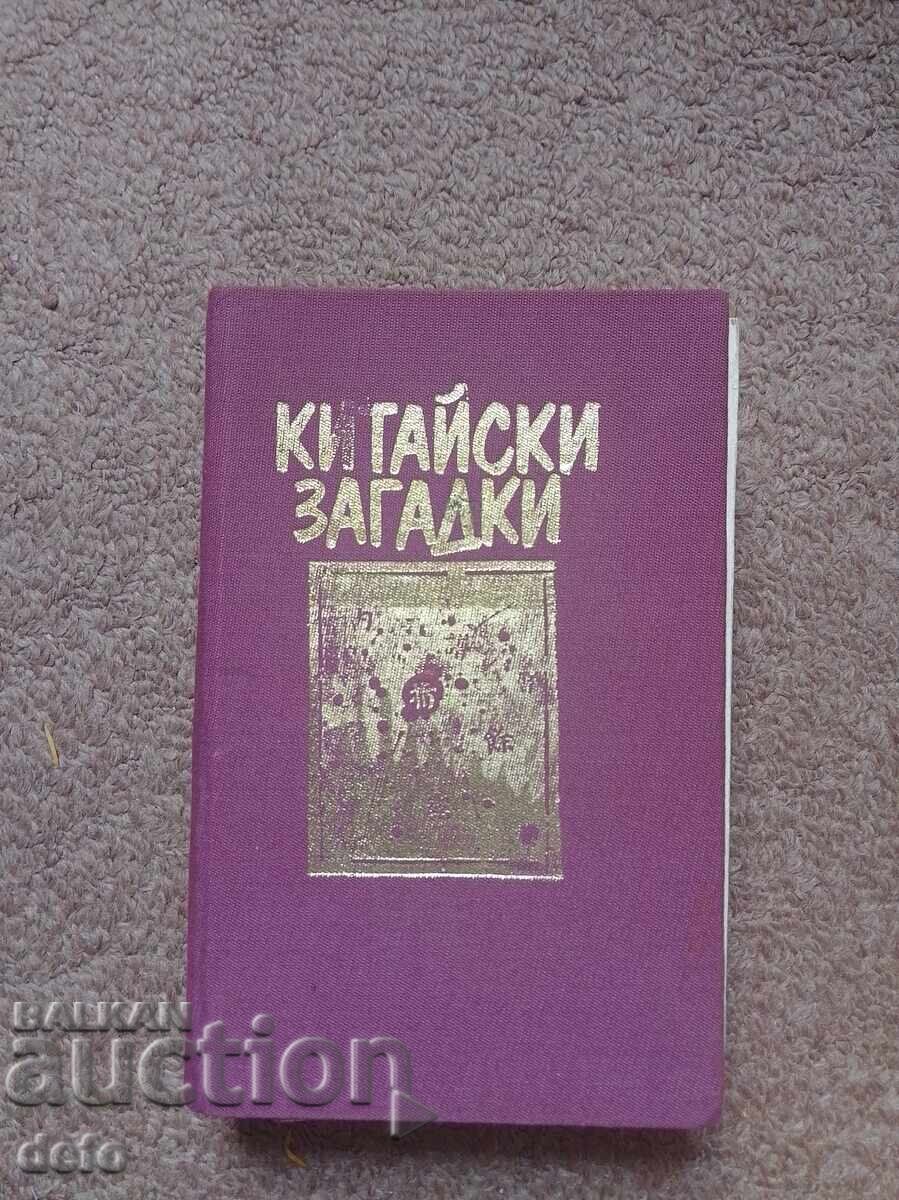 КИТАЙСКИ
ЗАГАДКИ
BALKAN
auction
defo